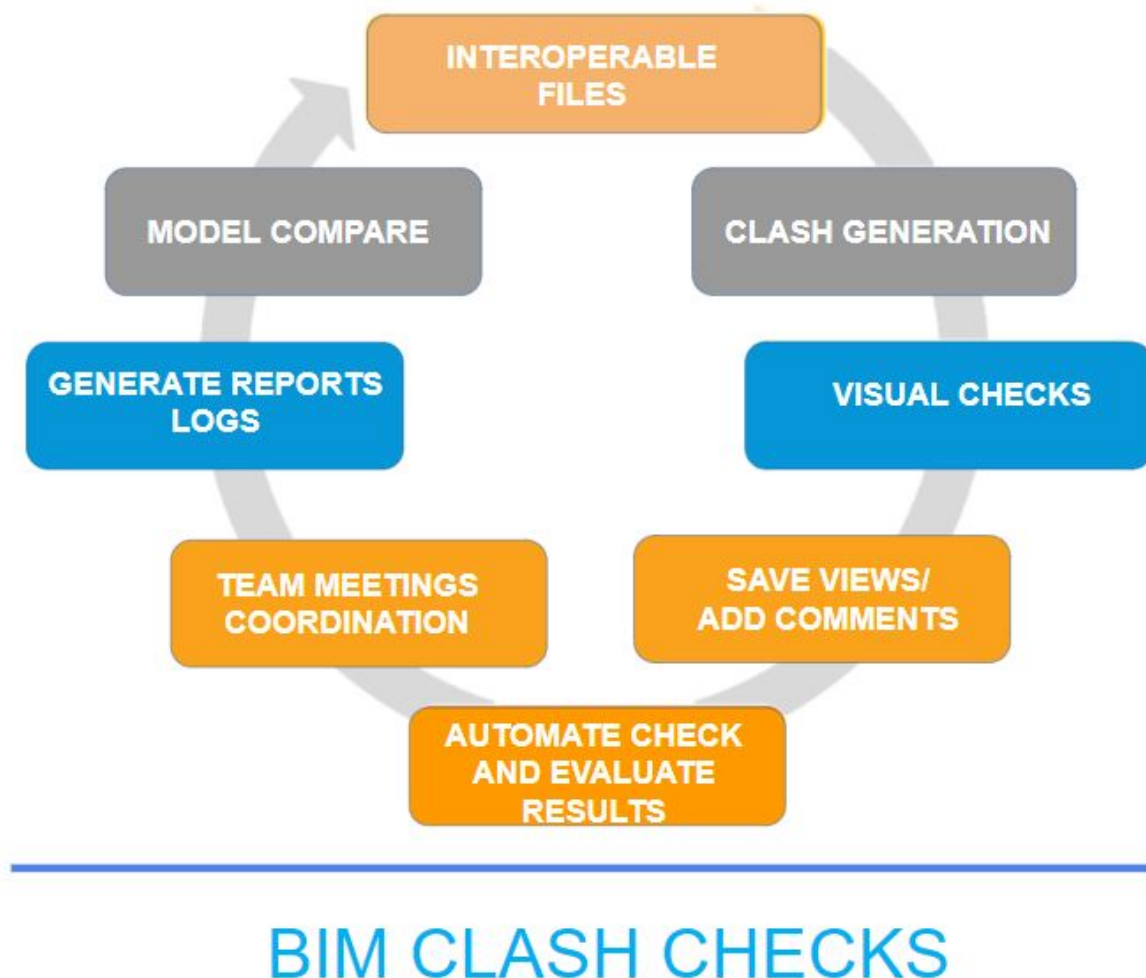 INTEROPERABLE
FILES
MODEL COMPARE
CLASH GENERATION
GENERATE REPORTS
LOGS
VISUAL CHECKS
TEAM MEETINGS
COORDINATION
SAVE VIEWS/
ADD COMMENTS
AUTOMATE CHECK
AND EVALUATE
RESULTS
BIM CLASH CHECKS